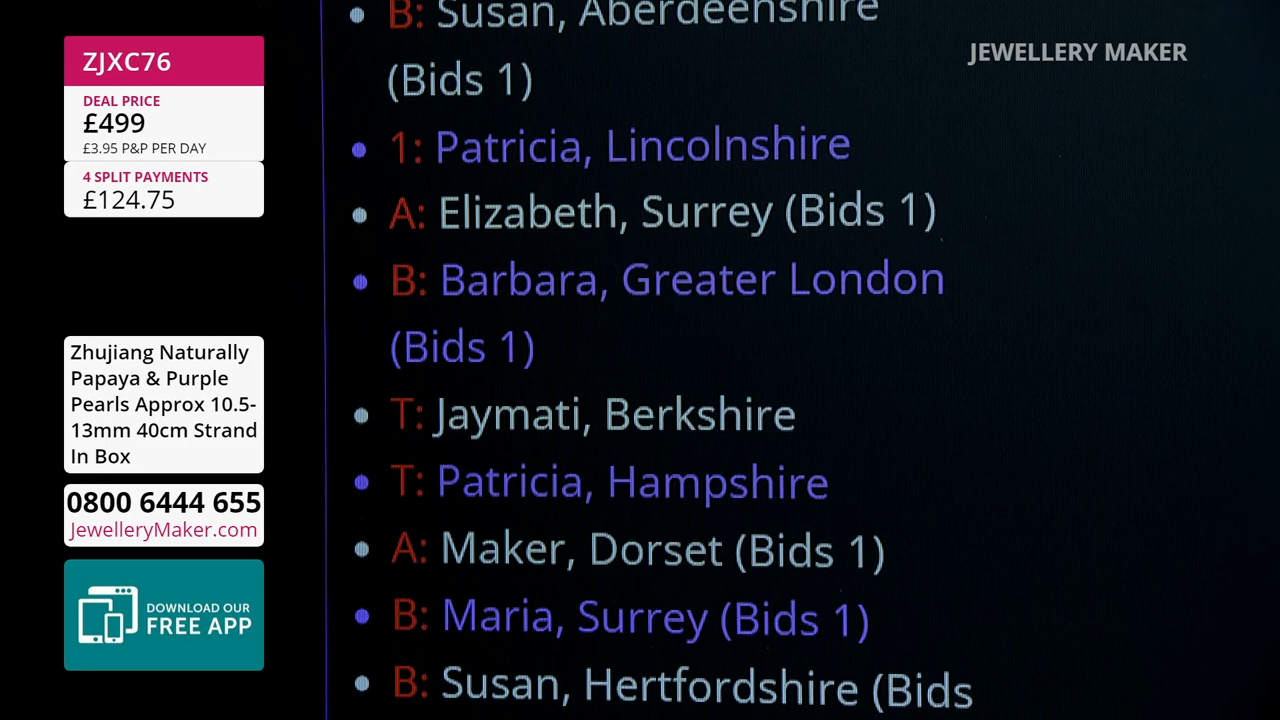 ZJXC76
DEAL PRICE
£499
£3.95 P&P PER DAY
4 SPLIT PAYMENTS
£124.75
Zhujiang Naturally
Papaya & Purple
Pearls Approx 10.5-
13mm 40cm Strand
In Box
0800 6444 655
JewelleryMaker.com
DOWNLOAD OUR
FREE APP
JEWELLERY MAKER
B: Susan, Aberdeenshire
(Bids 1)
1: Patricia, Lincolnshire
A: Elizabeth, Surrey (Bids 1)
B: Barbara, Greater London
(Bids 1)
T: Jaymati, Berkshire
T: Patricia, Hampshire
A: Maker, Dorset (Bids 1)
B: Maria, Surrey (Bids 1)
B: Susan, Hertfordshire (Bids